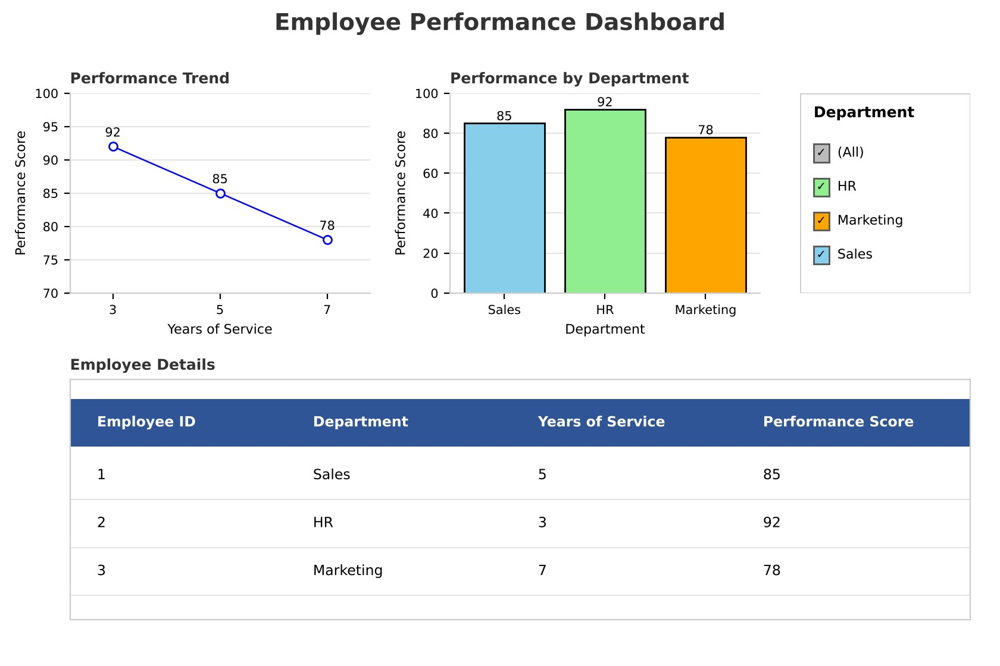 Employee Performance Dashboard
Performance Trend
Performance Score
100
95
90
85
80
75
70
92
85
78
3 5 7
Years of Service
Performance by Department
Performance Score
100
80
60
40
20
0
85
92
78
Sales HR Marketing
Department
Department
✓ (All)
✓ HR
✓ Marketing
✓ Sales
Employee Details
Employee ID Department Years of Service Performance Score
1 Sales 5 85
2 HR 3 92
3 Marketing 7 78